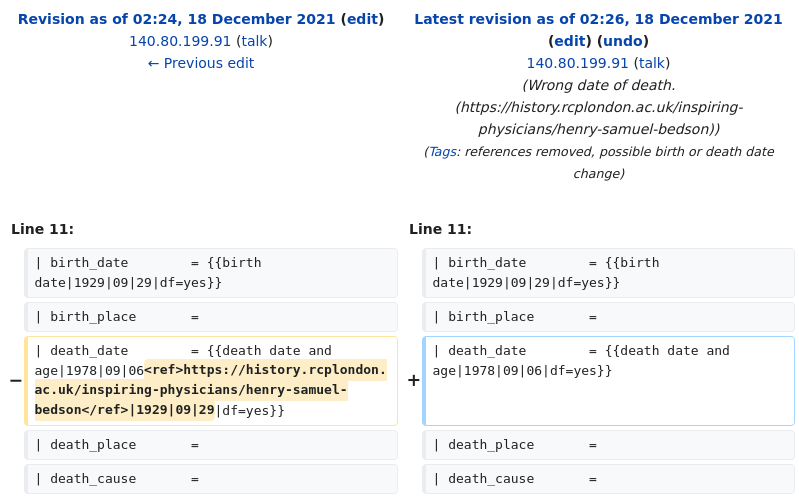 Revision as of 02:24, 18 December 2021 (edit)
140.80.199.91 (talk)
← Previous edit
Latest revision as of 02:26, 18 December 2021
(edit) (undo)
140.80.199.91 (talk)
(Wrong date of death.
(https://history.rcplondon.ac.uk/inspiring-
physicians/henry-samuel-bedson))
(Tags: references removed, possible birth or death date
change)
Line 11:
Line 11:
| birth_date        = {{birth
date|1929|09|29|df=yes}}
| birth_date        = {{birth
date|1929|09|29|df=yes}}
| birth_place       =
| birth_place       =
−
| death_date        = {{death date and
age|1978|09|06<ref>https://history.rcplondon.
ac.uk/inspiring-physicians/henry-samuel-
bedson</ref>|1929|09|29|df=yes}}
+
| death_date        = {{death date and
age|1978|09|06|df=yes}}
| death_place       =
| death_place       =
| death_cause       =
| death_cause       =